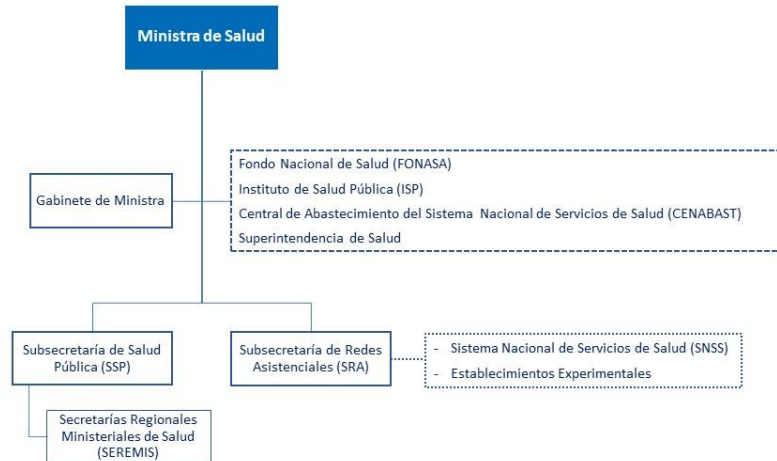 Ministra de Salud
Gabinete de Ministra
Fondo Nacional de Salud (FONASA)
Instituto de Salud Pública (ISP)
Central de Abastecimiento del Sistema Nacional de Servicios de Salud (CENABAST)
Superintendencia de Salud
Subsecretaría de Salud
Pública (SSP)
Subsecretaría de Redes
Asistenciales (SRA)
- Sistema Nacional de Servicios de Salud (SNSS)
- Establecimientos Experimentales
Secretarías Regionales
Ministeriales de Salud
(SEREMIS)